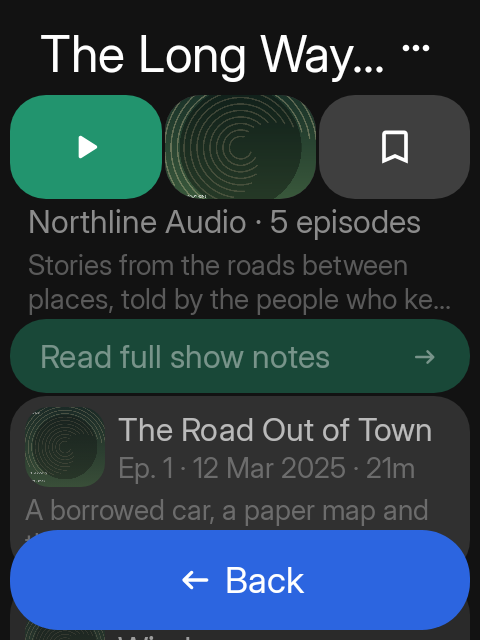 The Long Way...
Northline Audio · 5 episodes
Stories from the roads between
places, told by the people who ke...
Read full show notes
The Road Out of Town
Ep. 1 · 12 Mar 2025 · 21m
A borrowed car, a paper map and
Back